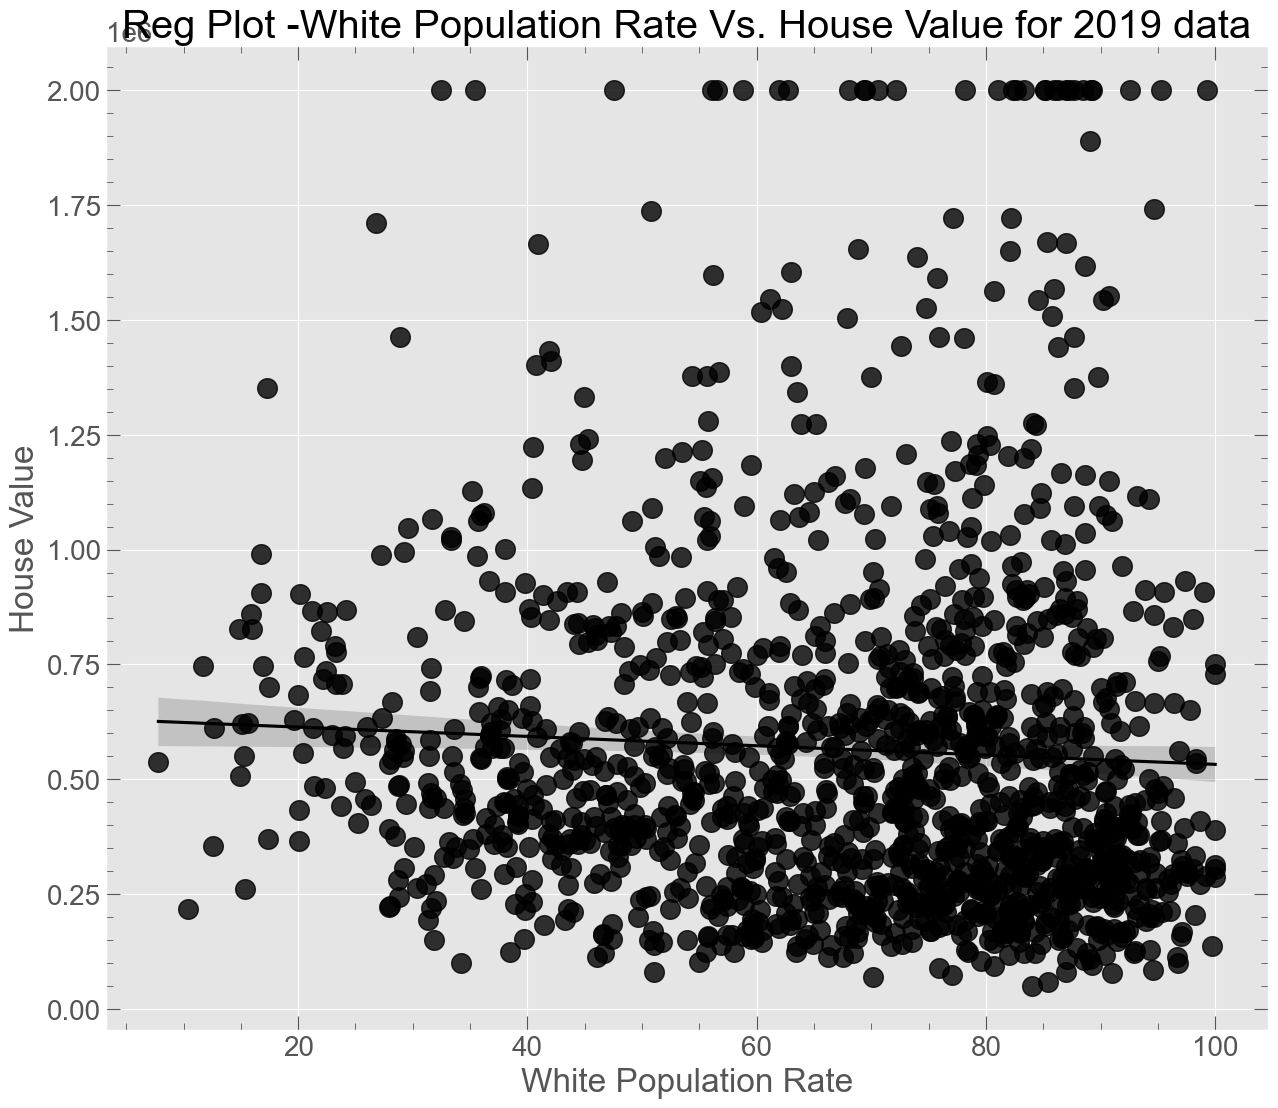 Reg Plot -White Population Rate Vs. House Value for 2019 data
1e6
2.00
1.75
1.50
1.25
1.00
0.75
0.50
0.25
0.00
House Value
20 40 60 80 100
White Population Rate